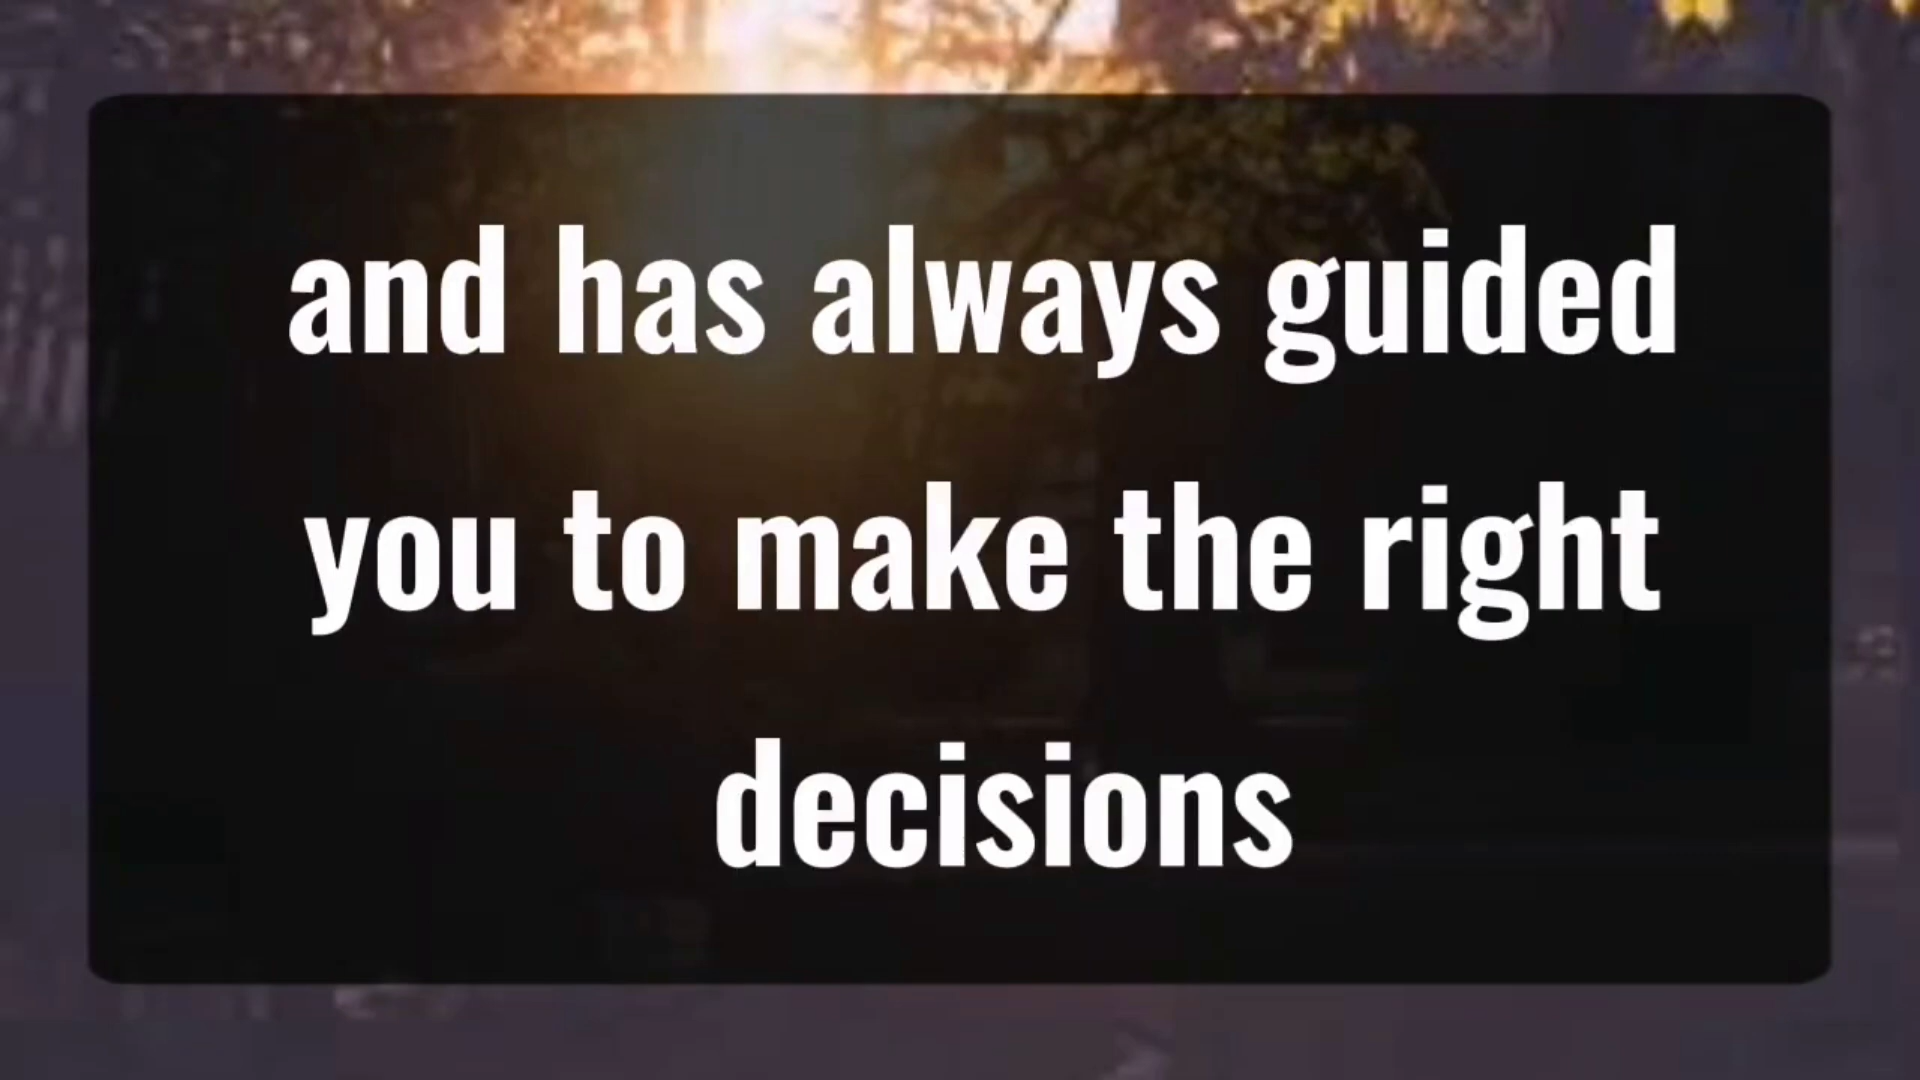 and has always guided
you to make the right
decisions